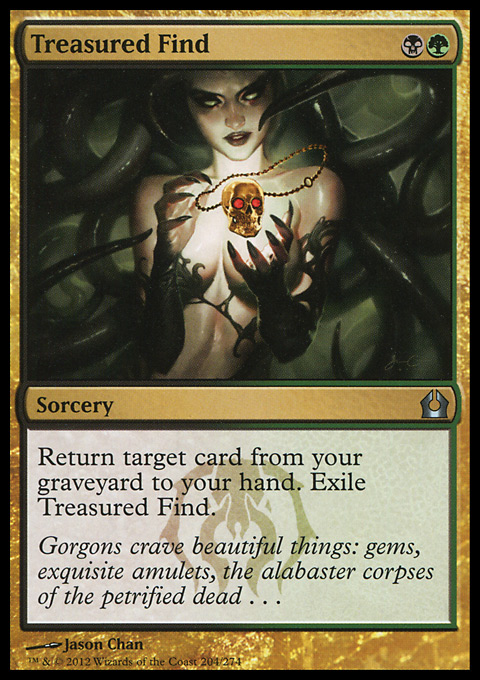 Treasured Find
Sorcery
Return target card from your
graveyard to your hand. Exile
Treasured Find.
Gorgons crave beautiful things: gems,
exquisite amulets, the alabaster corpses
of the petrified dead . . .
Jason Chan
™ & © 2012 Wizards of the Coast 204/274